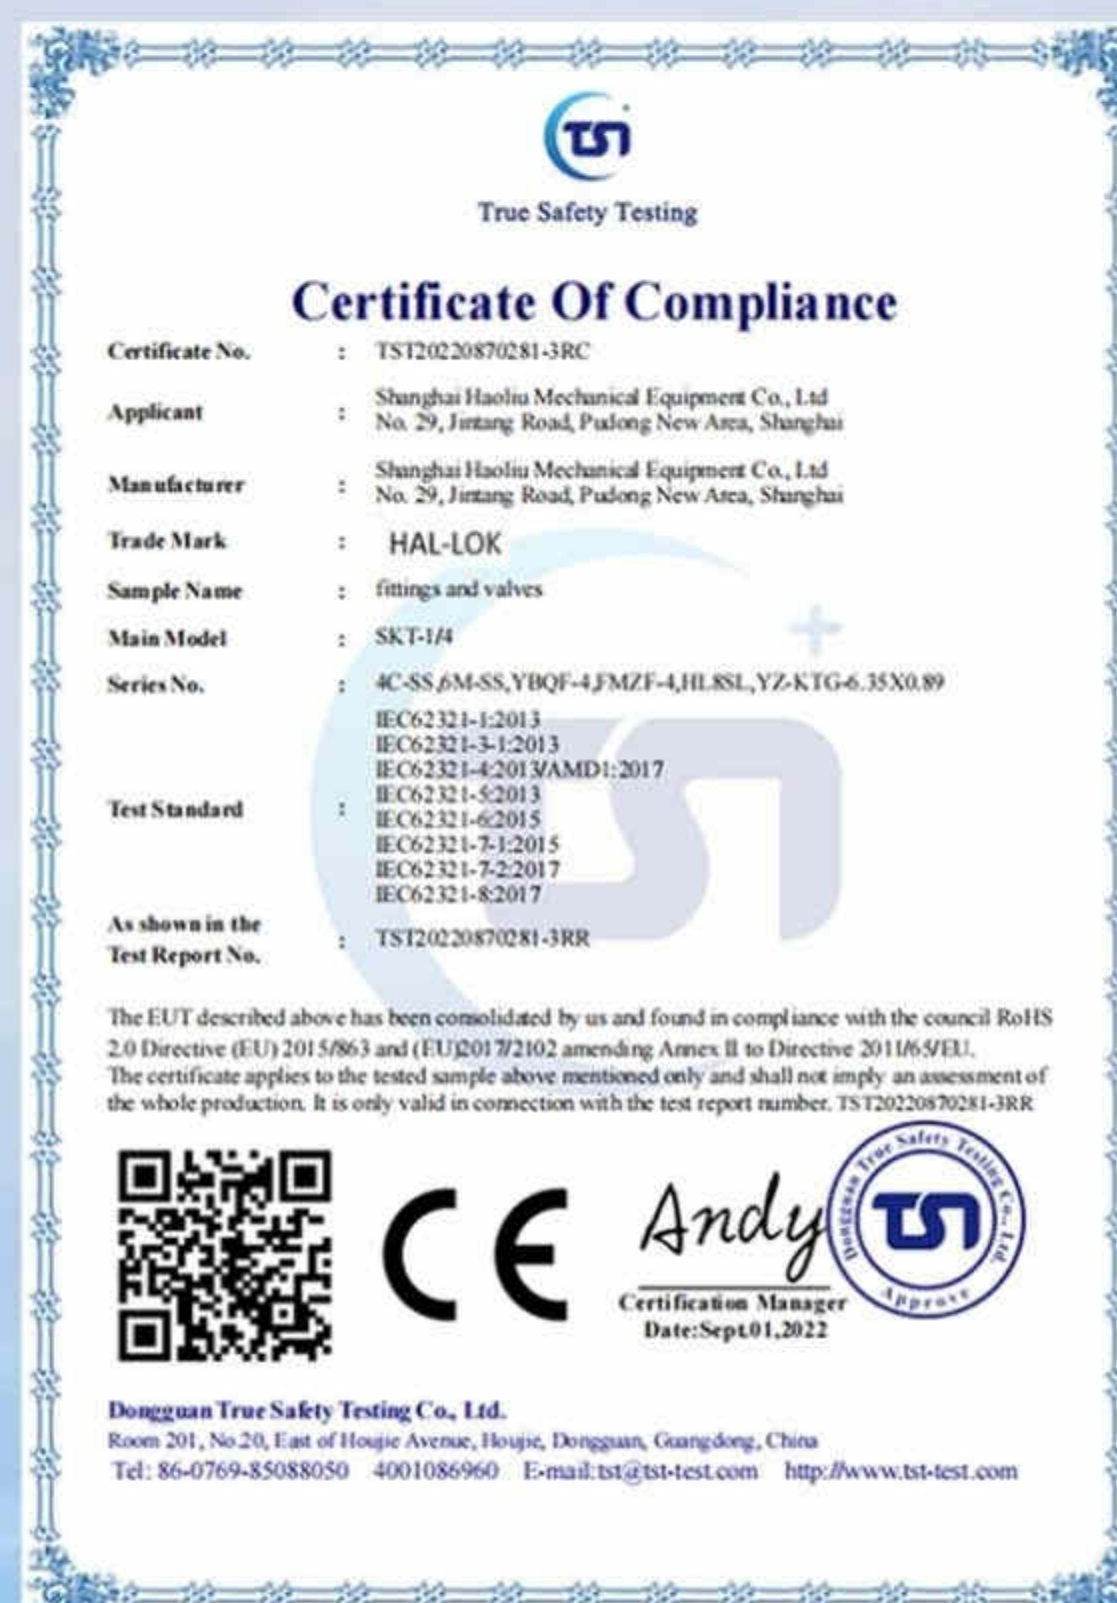 TST
True Safety Testing
Certificate Of Compliance
Certificate No. : TST20220870281-3RC
Applicant : Shanghai Haoliu Mechanical Equipment Co., Ltd
No. 29, Jintang Road, Pudong New Area, Shanghai
Manufacturer : Shanghai Haoliu Mechanical Equipment Co., Ltd
No. 29, Jintang Road, Pudong New Area, Shanghai
Trade Mark : HAL-LOK
Sample Name : fittings and valves
Main Model : SKT-1/4
Series No. : 4C-SS,6M-SS,YBQF-4,FMZF-4,HL8SL,YZ-KTG-6.35X0.89
Test Standard : IEC62321-1:2013
IEC62321-3-1:2013
IEC62321-4:2013/AMD1:2017
IEC62321-5:2013
IEC62321-6:2015
IEC62321-7-1:2015
IEC62321-7-2:2017
IEC62321-8:2017
As shown in the
Test Report No. : TST20220870281-3RR
The EUT described above has been consolidated by us and found in compliance with the council RoHS
2.0 Directive (EU) 2015/863 and (EU)2017/2102 amending Annex II to Directive 2011/65/EU.
The certificate applies to the tested sample above mentioned only and shall not imply an assessment of
the whole production. It is only valid in connection with the test report number. TST20220870281-3RR
CE
Andy
Dongguan True Safety Testing Co., Ltd.
TST
Approve
Certification Manager
Date:Sept.01,2022
Dongguan True Safety Testing Co., Ltd.
Room 201, No.20, East of Houjie Avenue, Houjie, Dongguan, Guangdong, China
Tel: 86-0769-85088050 4001086960 E-mail:tst@tst-test.com http://www.tst-test.com